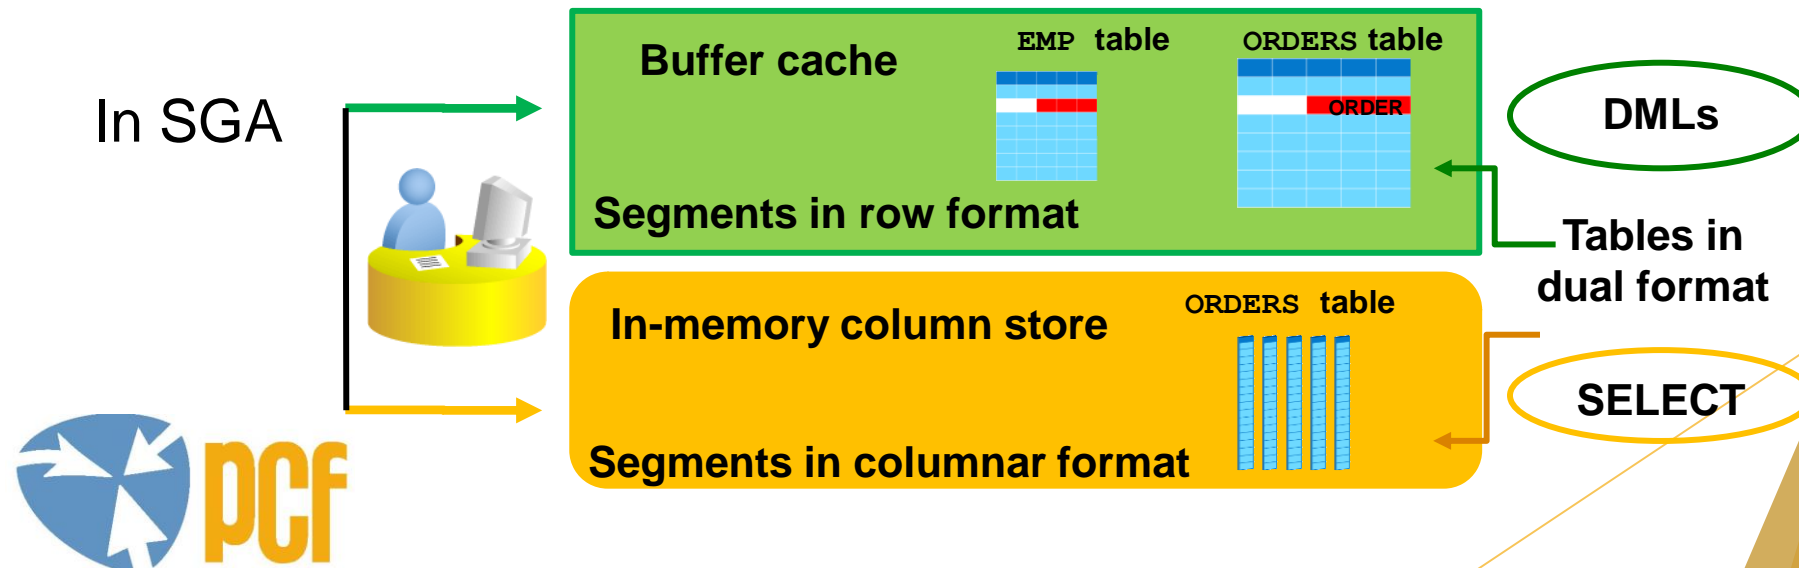 In SGA
Buffer cache
EMP table
ORDERS table
ORDER
Segments in row format
DMLs
Tables in
dual format
In-memory column store
ORDERS table
Segments in columnar format
SELECT
pcf